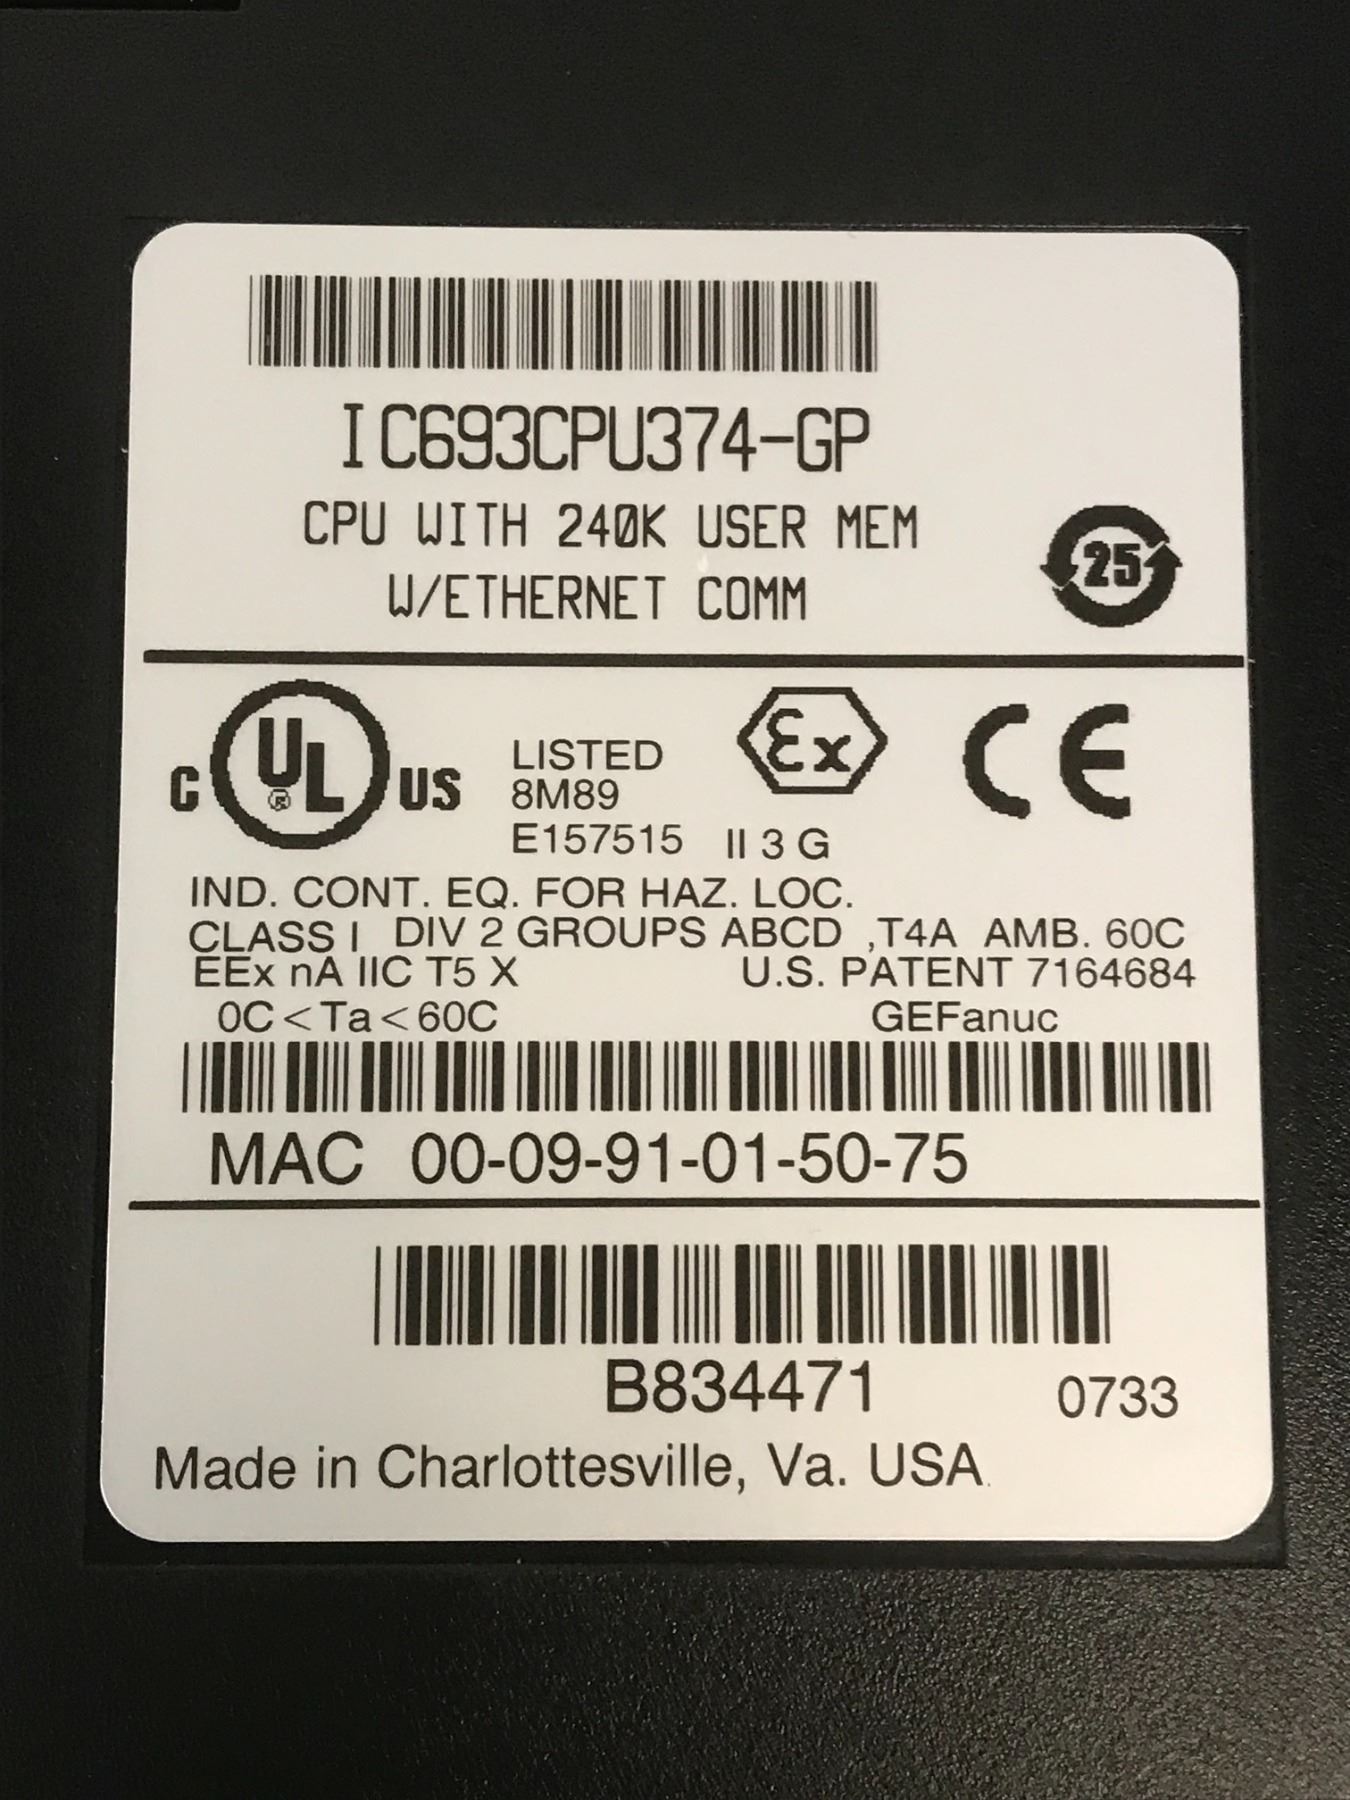 IC693CPU374-GP
CPU WITH 240K USER MEM
W/ETHERNET COMM
25
C UL US
®
LISTED
8M89
E157515
Ex
II 3 G
CE
IND. CONT. EQ. FOR HAZ. LOC.
CLASS I DIV 2 GROUPS ABCD ,T4A AMB. 60C
EEx nA IIC T5 X U.S. PATENT 7164684
0C<Ta<60C GEFanuc
MAC 00-09-91-01-50-75
B834471 0733
Made in Charlottesville, Va. USA.